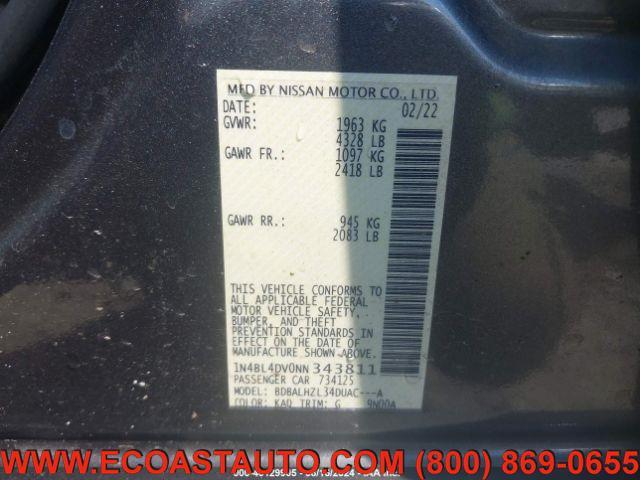 MFD BY NISSAN MOTOR CO., LTD.
DATE: 02/22
GVWR: 1963 KG
4328 LB
GAWR FR.: 1097 KG
2418 LB
GAWR RR.: 945 KG
2083 LB
THIS VEHICLE CONFORMS TO
ALL APPLICABLE FEDERAL
MOTOR VEHICLE SAFETY,
BUMPER, AND THEFT
PREVENTION STANDARDS IN
EFFECT ON THE DATE OF
MANUFACTURE SHOWN ABOVE.
1N4BL4DV0NN343811
PASSENGER CAR 734125
MODEL: BDBALHZL34DUAC---A
COLOR: KAD TRIM: G 9N00A
WWW.ECOASTAUTO.COM (800) 869-0655